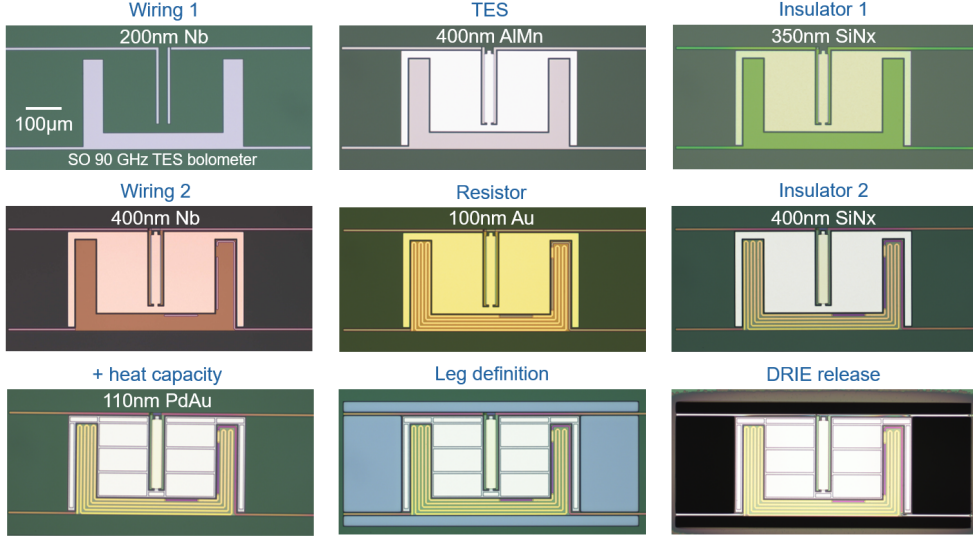 Wiring 1
200nm Nb
100μm
SO 90 GHz TES bolometer
TES
400nm AlMn
Insulator 1
350nm SiNx
Wiring 2
400nm Nb
Resistor
100nm Au
Insulator 2
400nm SiNx
+ heat capacity
110nm PdAu
Leg definition
DRIE release